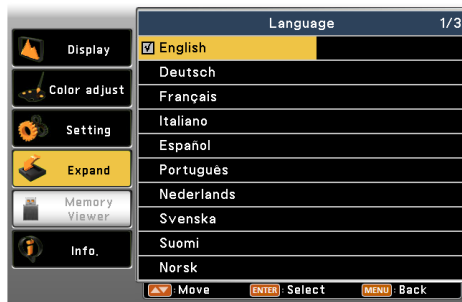 Language 1/3
Display
Color adjust
Setting
Expand
Memory
Viewer
Info.
English
Deutsch
Français
Italiano
Español
Português
Nederlands
Svenska
Suomi
Norsk
:Move ENTER :Select MENU :Back